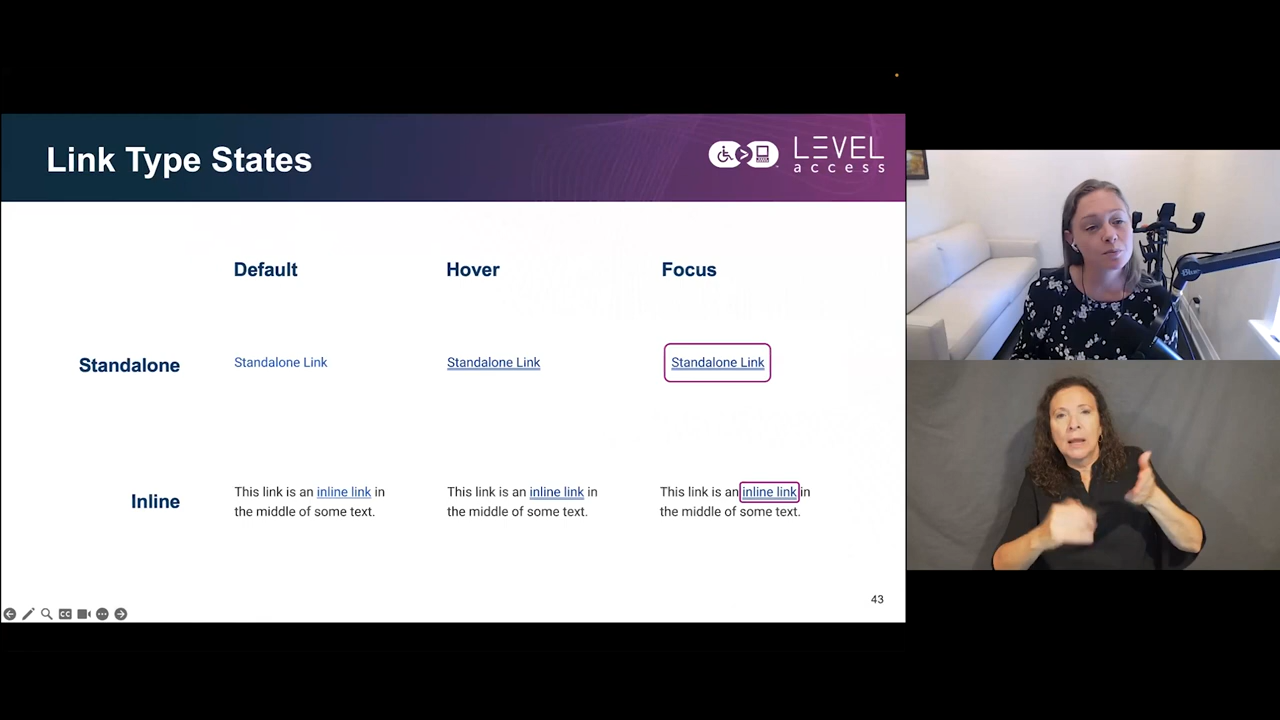 Link Type States
LEVEL
access
Default
Hover
Focus
Standalone
Standalone Link
Standalone Link
Standalone Link
Inline
This link is an inline link in
the middle of some text.
This link is an inline link in
the middle of some text.
This link is an inline link in
the middle of some text.
43
CC
Blue